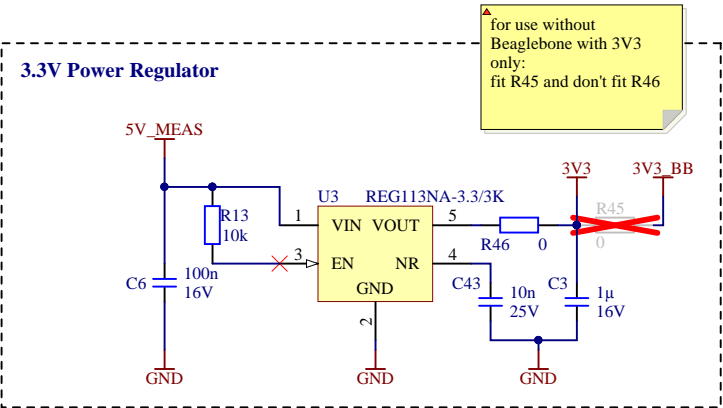 for use without
Beaglebone with 3V3
only:
fit R45 and don't fit R46
3.3V Power Regulator
5V_MEAS
3V3
3V3_BB
U3
REG113NA-3.3/3K
R13
10k
1
VIN
VOUT
5
R46
0
R45
0
3
EN
NR
4
GND
2
C6
100n
16V
C43
10n
25V
C3
1µ
16V
GND
GND
GND